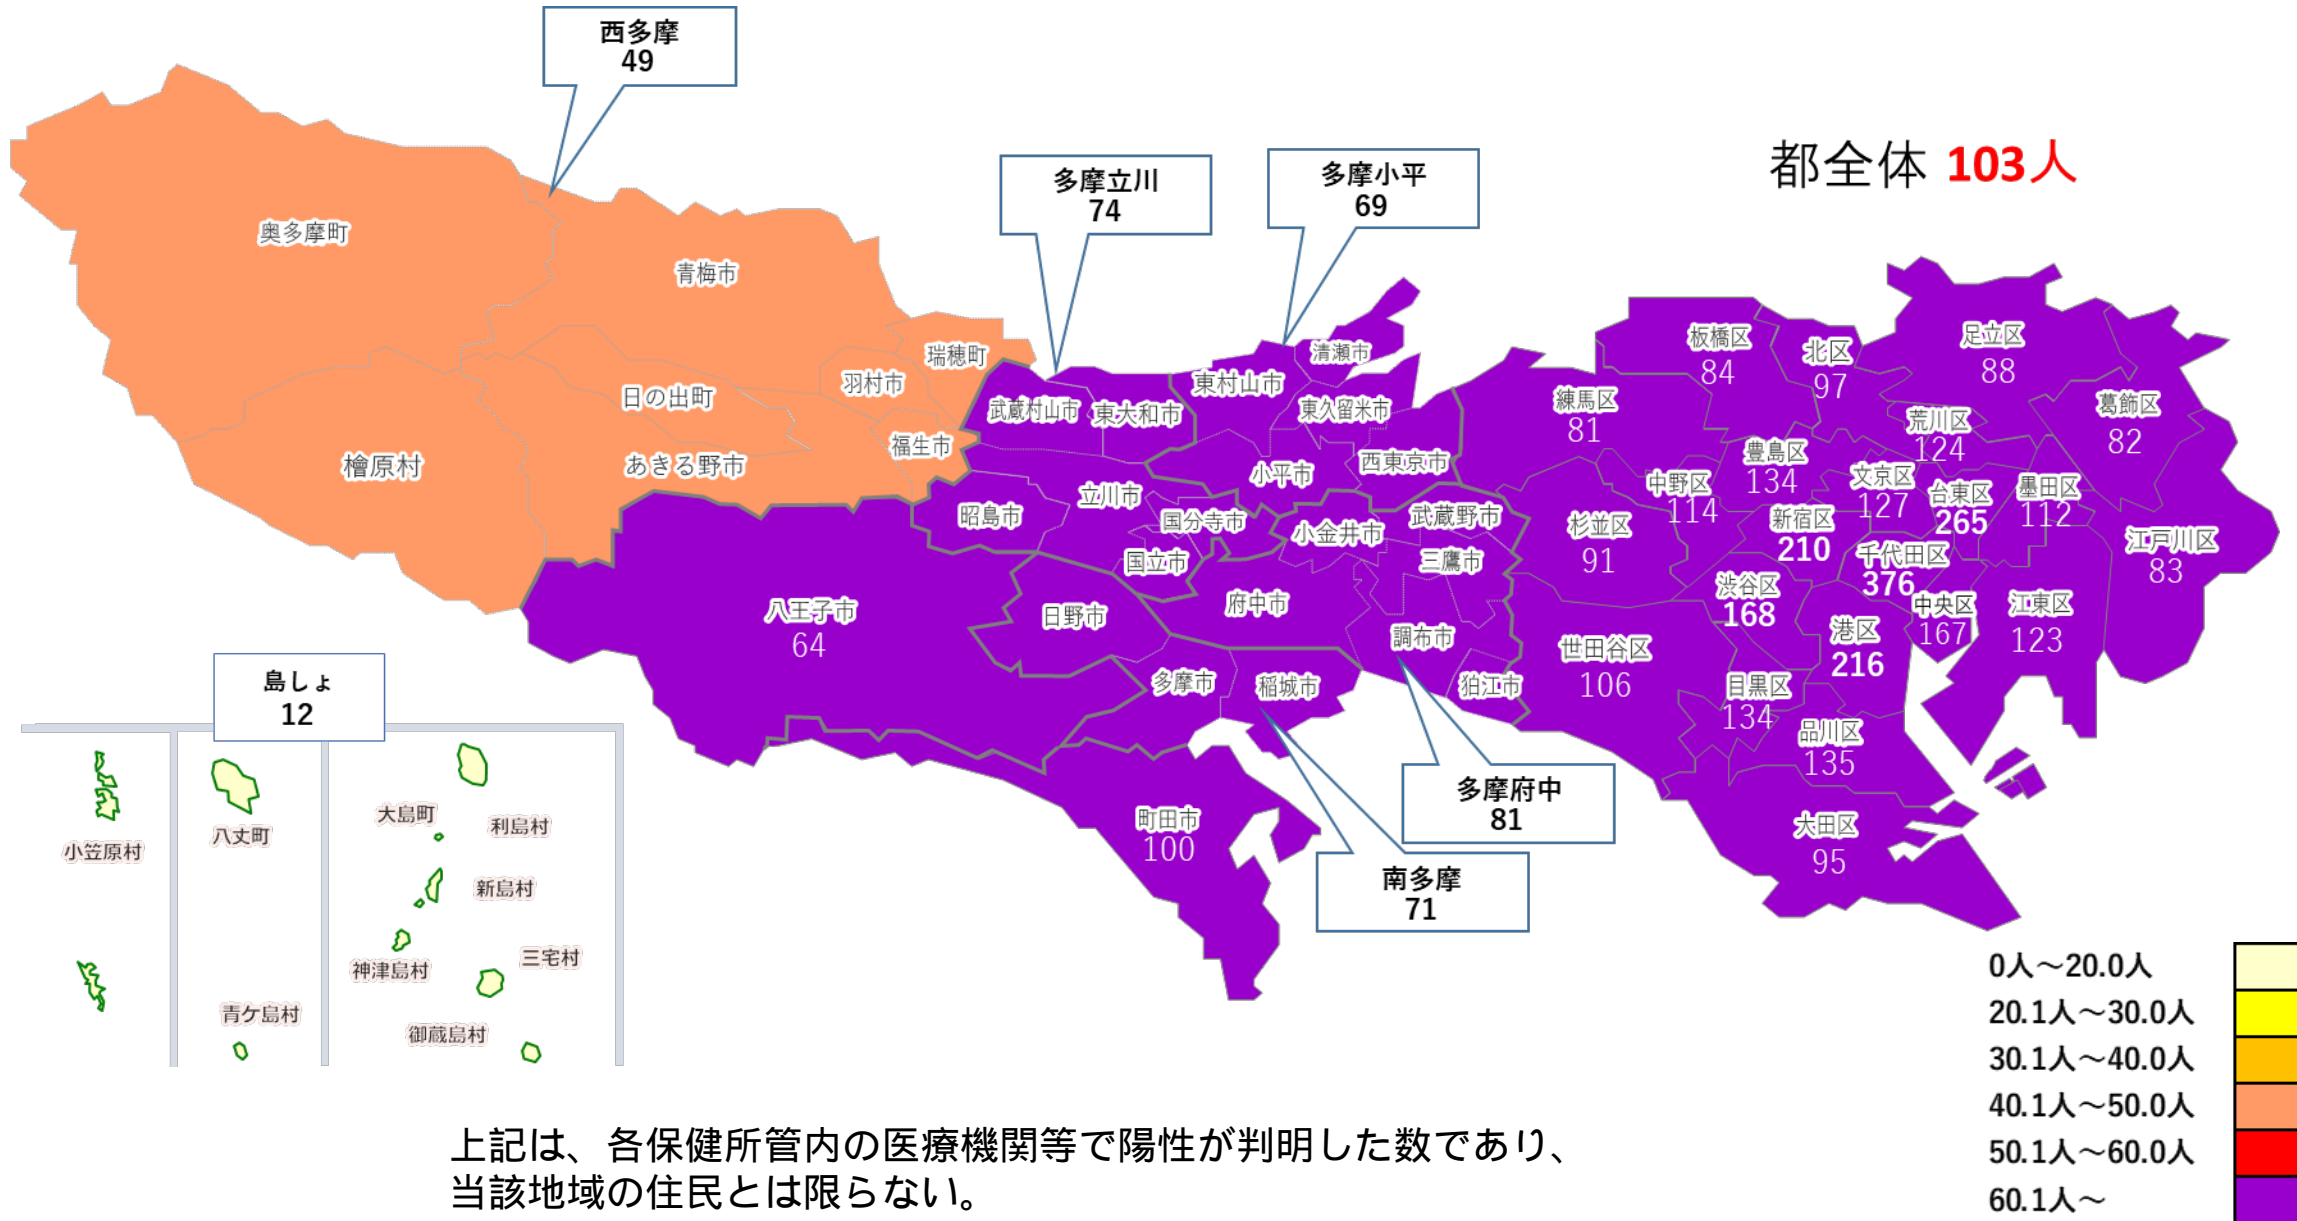 西多摩
49
多摩立川
74
多摩小平
69
都全体 103人
奥多摩町
青梅市
瑞穂町
羽村市
日の出町
福生市
あきる野市
檜原村
清瀬市
東村山市
武蔵村山市
東大和市
東久留米市
西東京市
小平市
立川市
昭島市
国分寺市
国立市
小金井市
武蔵野市
三鷹市
府中市
調布市
狛江市
日野市
多摩市
稲城市
八王子市
64
町田市
100
多摩府中
81
南多摩
71
板橋区
84
北区
97
足立区
88
葛飾区
82
練馬区
81
荒川区
124
豊島区
134
文京区
127
台東区
265
墨田区
112
中野区
114
新宿区
210
杉並区
91
千代田区
376
江戸川区
83
渋谷区
168
中央区
167
江東区
123
港区
216
世田谷区
106
目黒区
134
品川区
135
大田区
95
島しょ
12
小笠原村
八丈町
青ケ島村
大島町
利島村
新島村
神津島村
三宅村
御蔵島村
0人～20.0人
20.1人～30.0人
30.1人～40.0人
40.1人～50.0人
50.1人～60.0人
60.1人～
上記は、各保健所管内の医療機関等で陽性が判明した数であり、
当該地域の住民とは限らない。